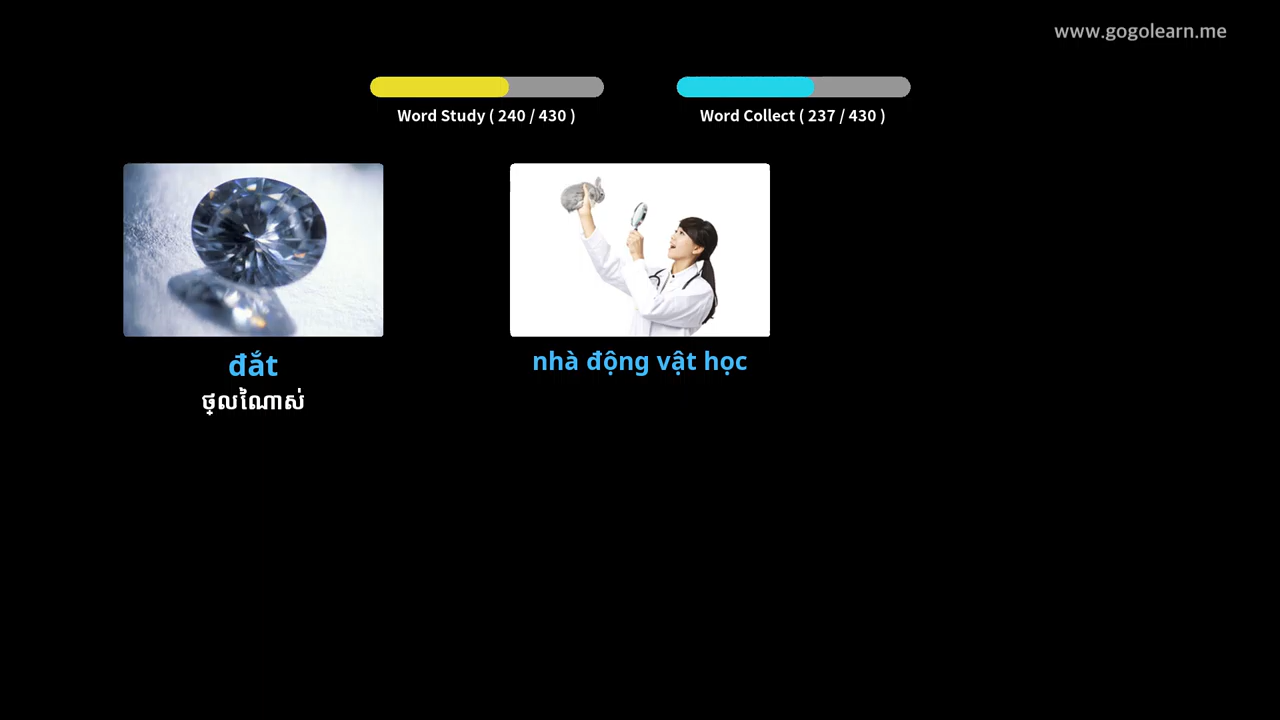 www.gogolearn.me
Word Study ( 240 / 430 )
Word Collect ( 237 / 430 )
đắt
ថ្លៃណាស់
nhà động vật học